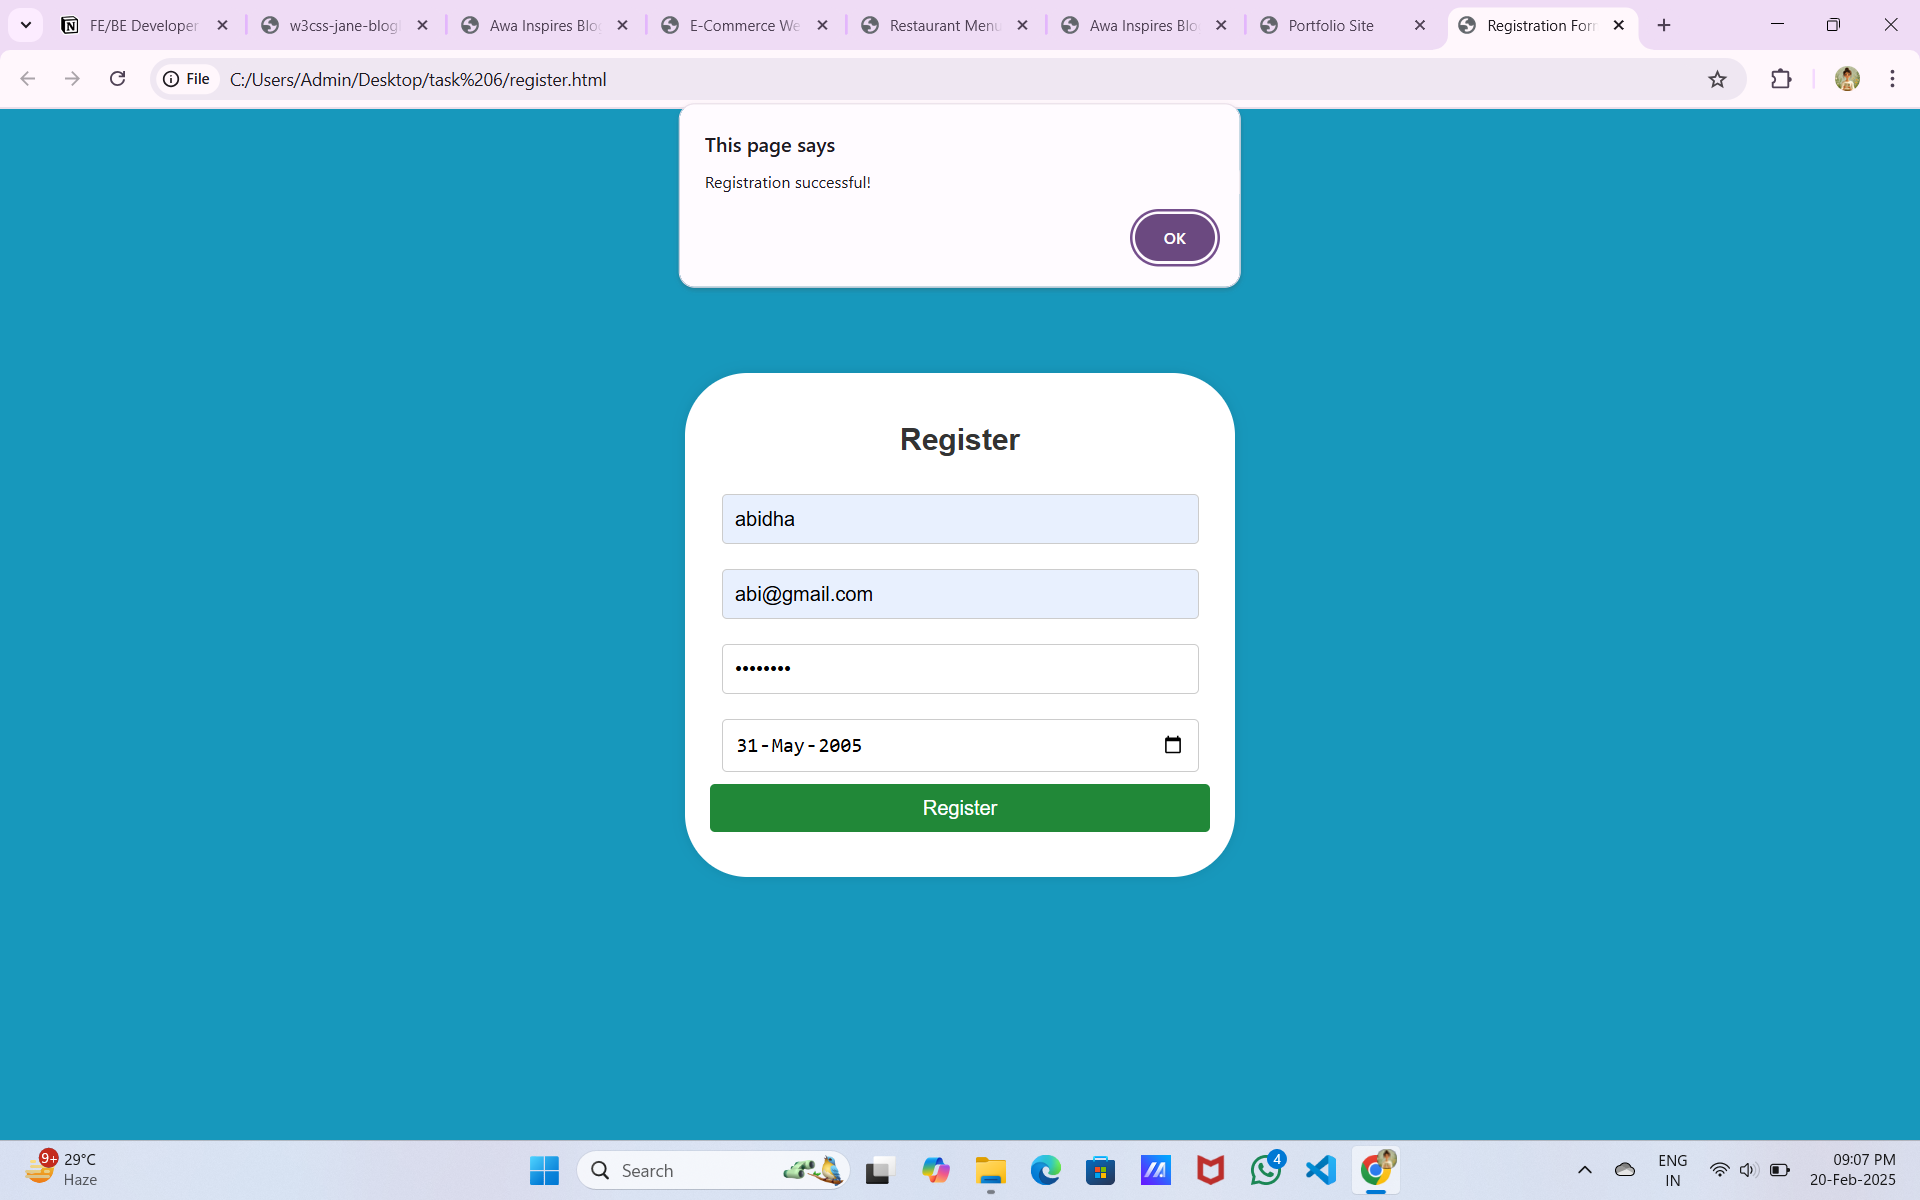 FE/BE Developer
w3css-jane-blog
Awa Inspires Blo
E-Commerce We
Restaurant Menu
Awa Inspires Blo
Portfolio Site
Registration For
File
C:/Users/Admin/Desktop/task%206/register.html
This page says
Registration successful!
OK
Register
abidha
abi@gmail.com
••••••••
31-May-2005
Register
9+
29°C
Haze
Search
4
ENG
IN
09:07 PM
20-Feb-2025